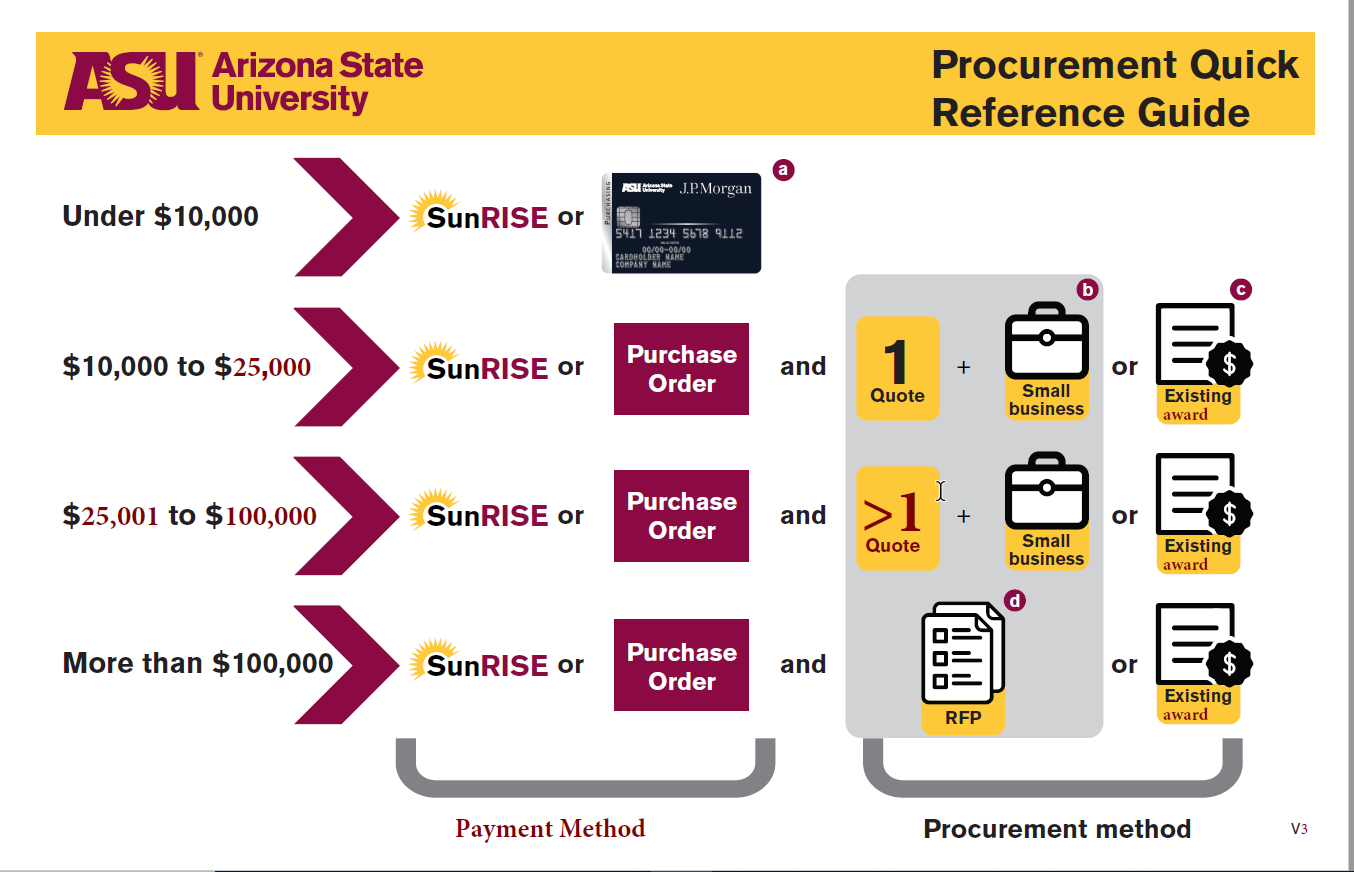 ASU® Arizona State
University
Procurement Quick
Reference Guide
a
Under $10,000
SunRISE or
PURCHASING
ASU Arizona State University J.P.Morgan
5417 1234 5678 9112
VALID DATES
00/00-00/00
CARDHOLDER NAME
COMPANY NAME
b
c
$10,000 to $25,000
SunRISE or
Purchase
Order
and
1
Quote
+
Small
business
or
$
Existing
award
$25,001 to $100,000
SunRISE or
Purchase
Order
and
>1
Quote
+
Small
business
or
$
Existing
award
d
More than $100,000
SunRISE or
Purchase
Order
and
RFP
or
$
Existing
award
Payment Method
Procurement method
V3